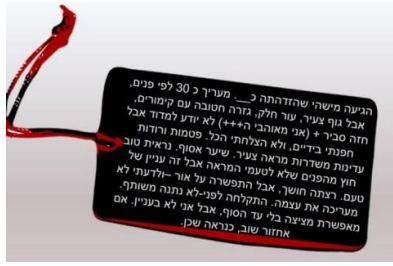 הגיעה מישהי שהזדהתה כ__. מעריך כ 30 לפי פנים,
אבל גוף צעיר, עור חלק, גזרה חטובה עם קימורים,
חזה סביר + (אני מאוהבי ה+++) לא יודע למדוד אבל
חפנתי בידיים, ולא הצלחתי הכל. פטמות ורודות
עדינות משדרות מראה צעיר. שיער אסוף. נראית טוב
חוץ מהפנים שלא לטעמי המראה אבל זה עניין של
טעם. רצתה חושך, אבל התפשרה על אור –ולדעתי לא
מעריכה את עצמה. התקלחה לפני-לא נתנה משותף.
מאפשרת מציצה בלי עד הסוף, אבל אני לא בעניין. אם
אחזור שוב, כנראה שכן.